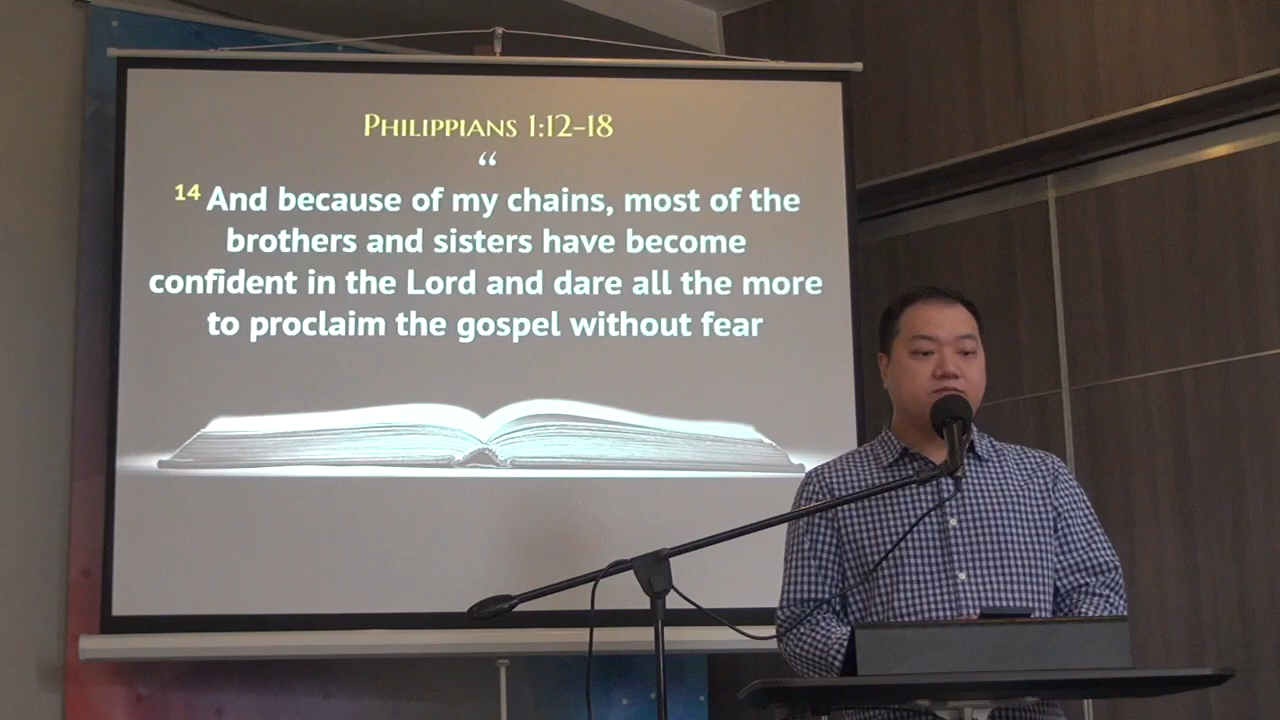 Philippians 1:12-18
“
14 And because of my chains, most of the
brothers and sisters have become
confident in the Lord and dare all the more
to proclaim the gospel without fear